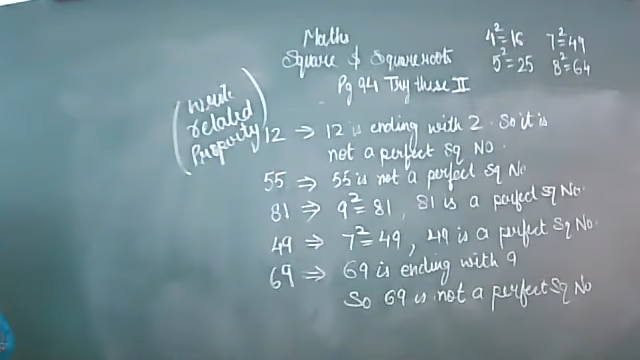 Maths
Square & Square roots
Pg 94 Try these II
4²=16 7²=49
5²=25 8²=64
(Write
related
Property)
12 ⇒ 12 is ending with 2. So it is
not a perfect Sq No.
55 ⇒ 55 is not a perfect Sq No
81 ⇒ 9²=81, 81 is a perfect Sq No.
49 ⇒ 7²=49, 49 is a perfect Sq No.
69 ⇒ 69 is ending with 9
So 69 is not a perfect Sq No